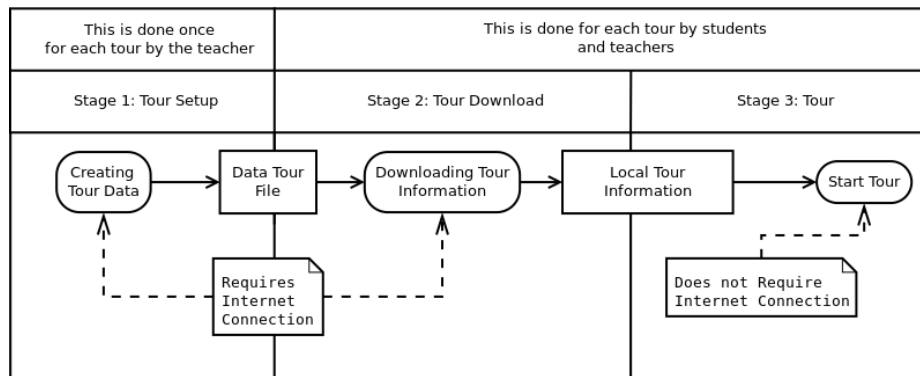 This is done once
for each tour by the teacher
This is done for each tour by students
and teachers
Stage 1: Tour Setup
Stage 2: Tour Download
Stage 3: Tour
Creating
Tour Data
Data Tour
File
Downloading Tour
Information
Local Tour
Information
Start Tour
Requires
Internet
Connection
Does not Require
Internet Connection